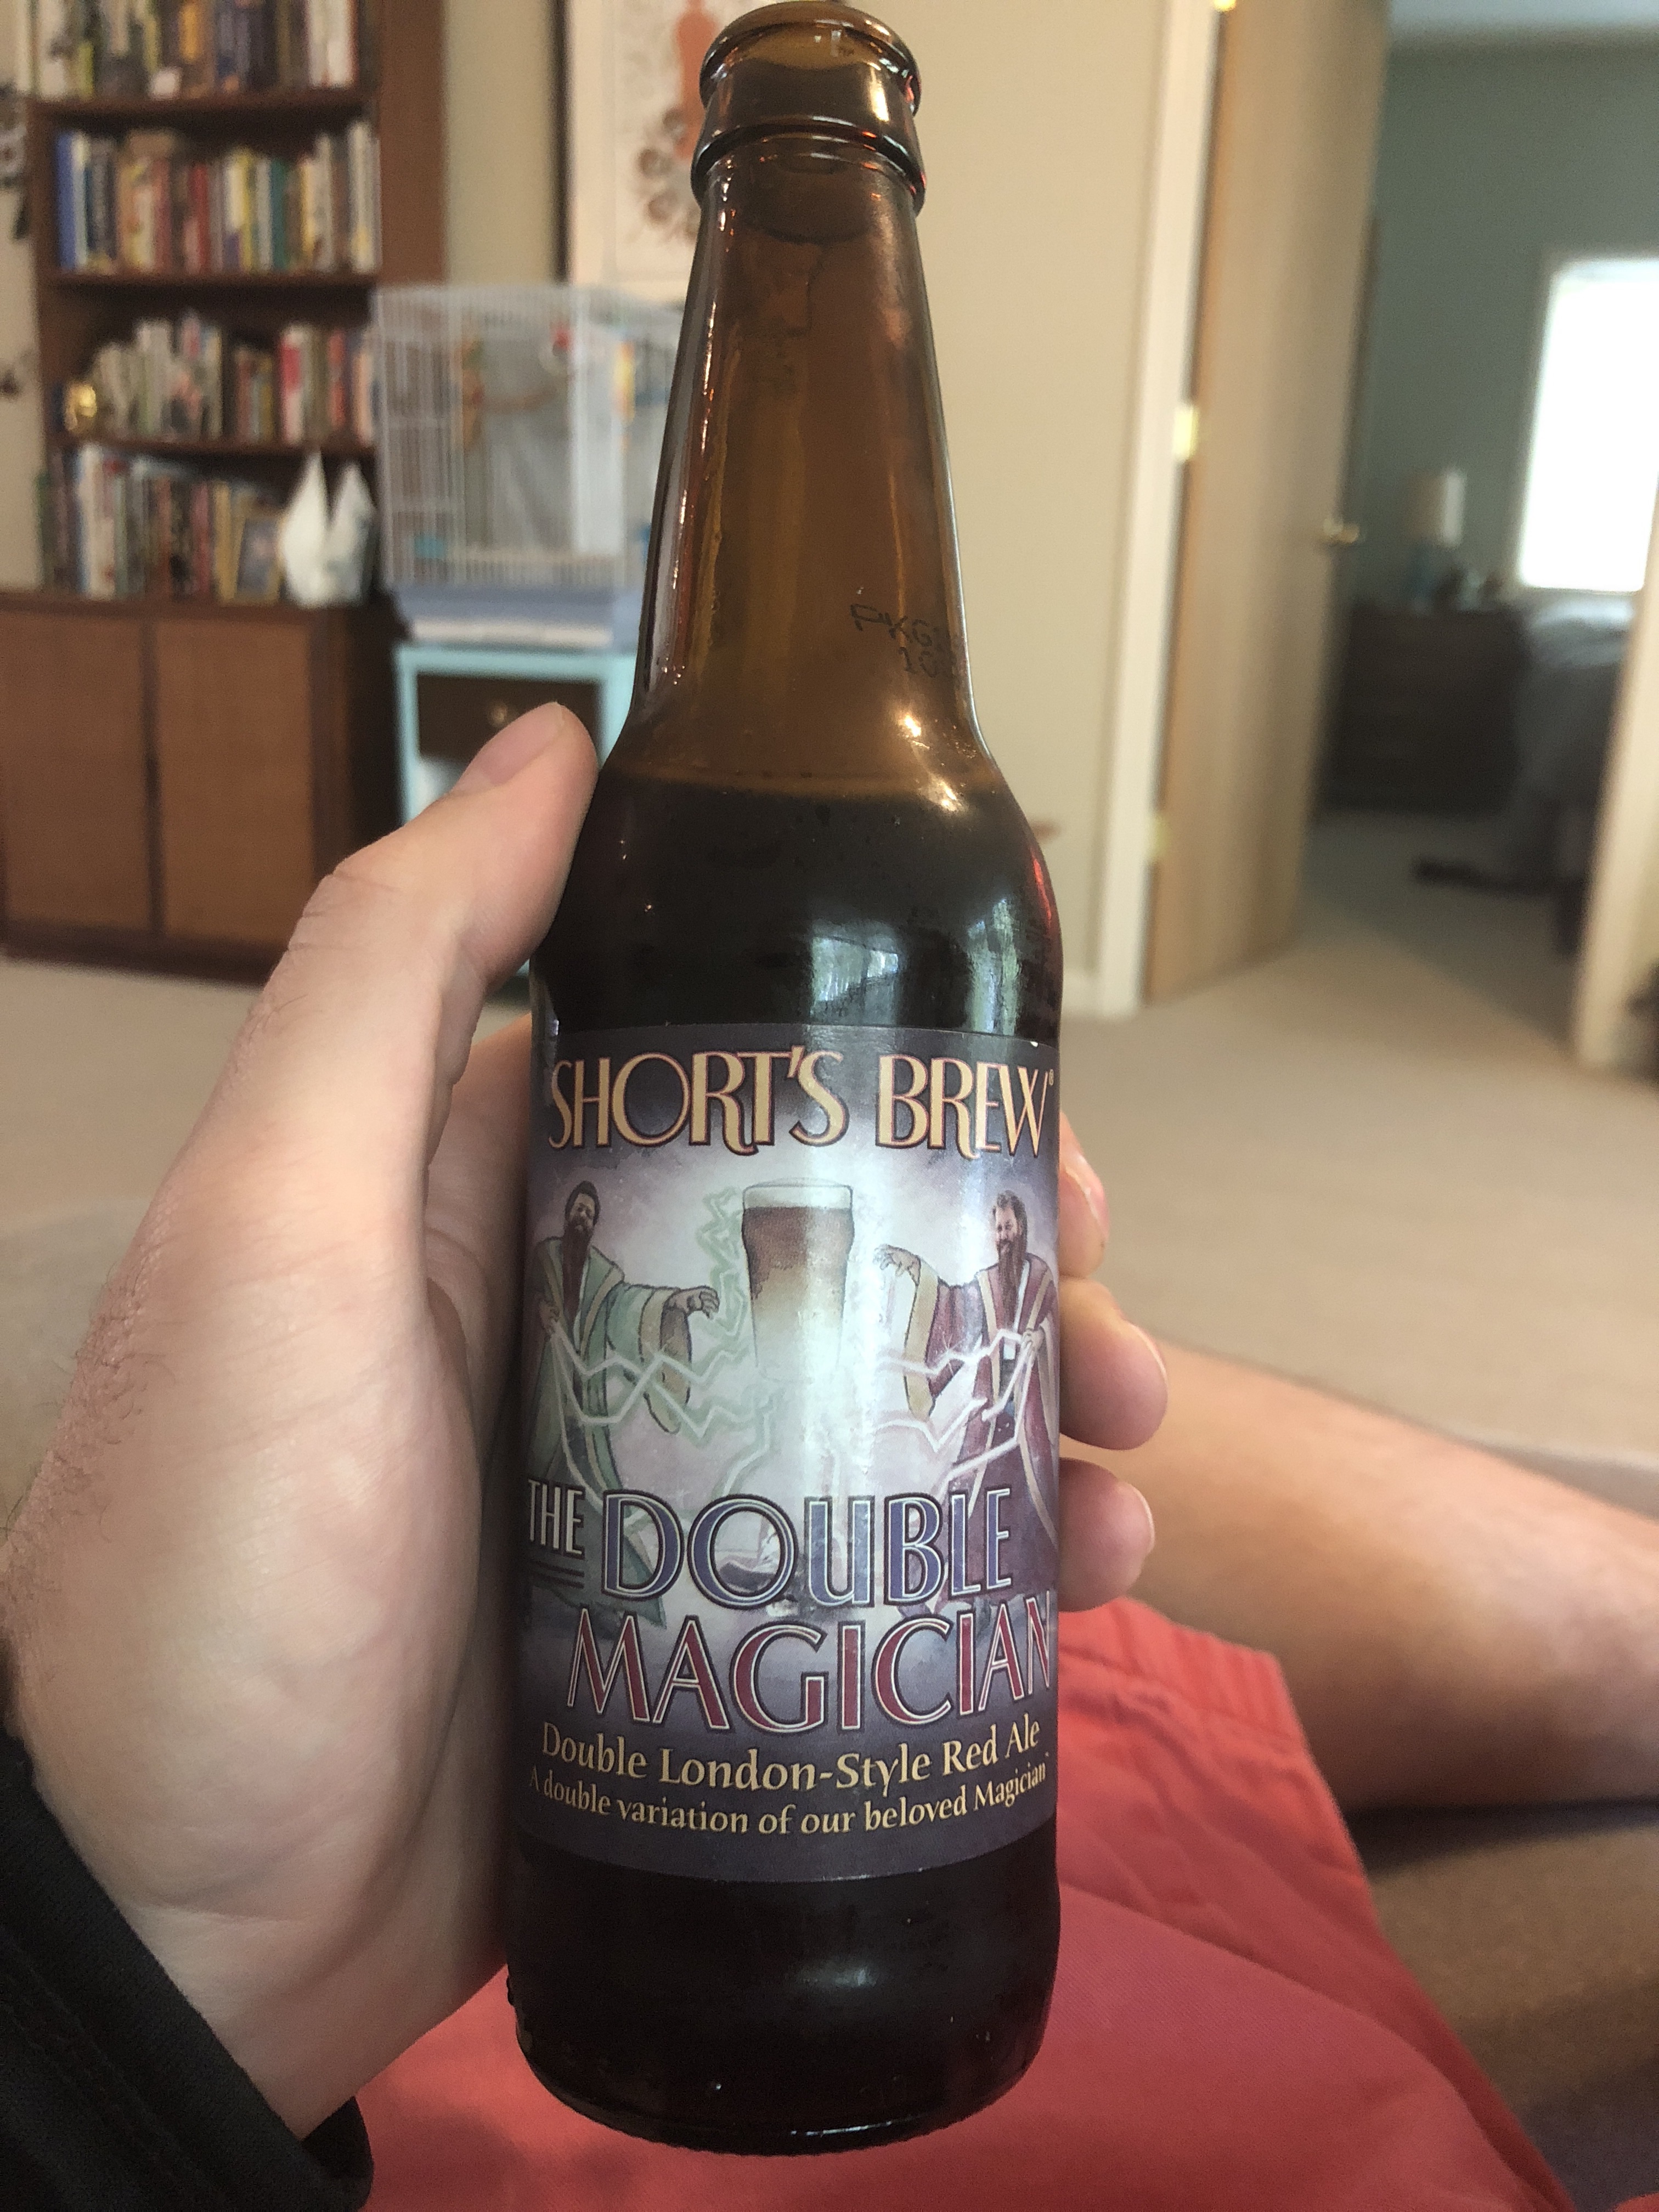 SHORT'S BREW®
THE DOUBLE
MAGICIAN
Double London-Style Red Ale
A double variation of our beloved Magician